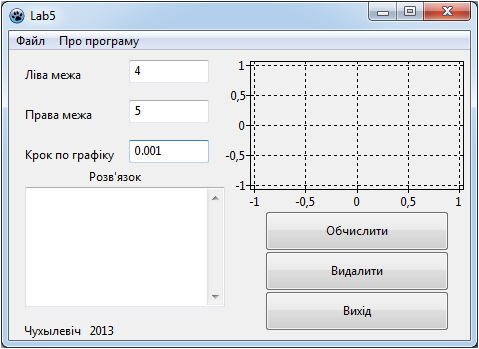 Lab5
Файл Про програму
Ліва межа 4
Права межа 5
Крок по графіку 0.001
Розв'язок
1
0,5
0
-0,5
-1
-1 -0,5 0 0,5 1
Обчислити
Видалити
Вихід
Чухылевіч 2013